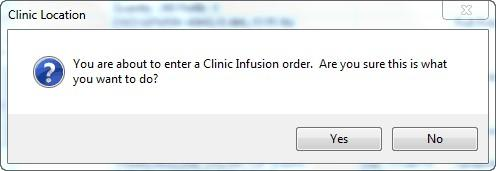 Clinic Location
You are about to enter a Clinic Infusion order.  Are you sure this is what
you want to do?
Yes
No